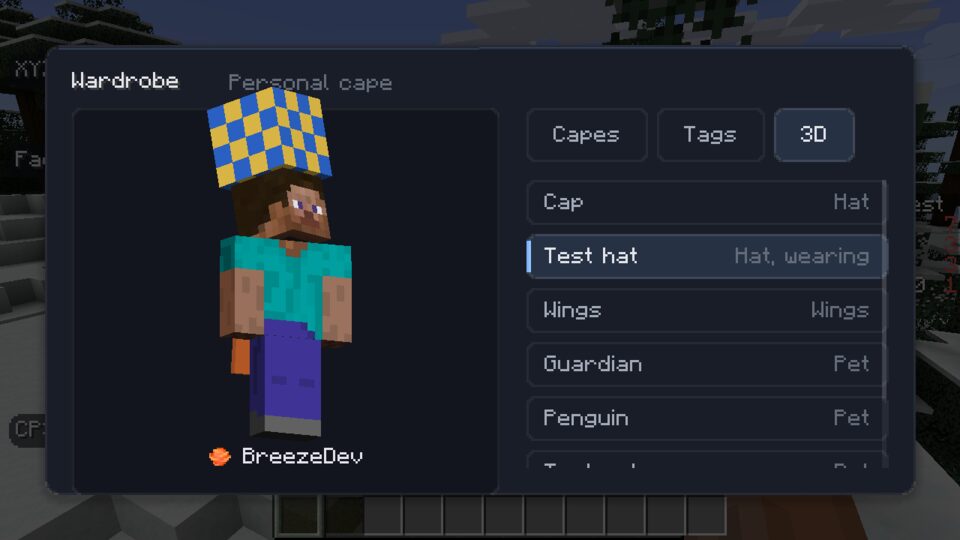 Wardrobe
Personal cape
Capes
Tags
3D
Cap
Hat
Test hat
Hat, wearing
Wings
Wings
Guardian
Pet
Penguin
Pet
BreezeDev